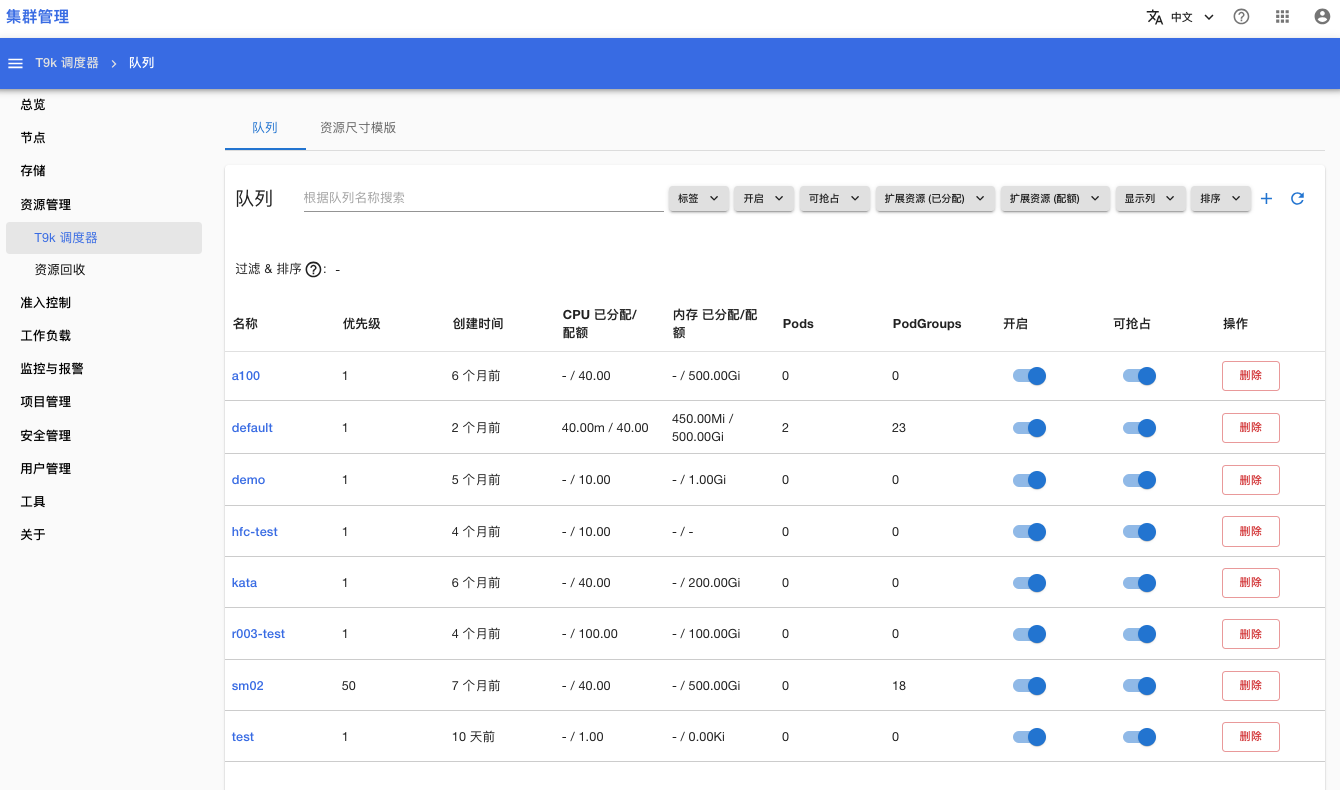 集群管理
中文
T9k 调度器 > 队列
总览
节点
存储
资源管理
T9k 调度器
资源回收
准入控制
工作负载
监控与报警
项目管理
安全管理
用户管理
工具
关于
队列 资源尺寸模版
队列 根据队列名称搜索 标签 开启 可抢占 扩展资源 (已分配) 扩展资源 (配额) 显示列 排序
过滤 & 排序 ? : -
名称 优先级 创建时间 CPU 已分配/配额 内存 已分配/配额 Pods PodGroups 开启 可抢占 操作
a100 1 6 个月前 - / 40.00 - / 500.00Gi 0 0 删除
default 1 2 个月前 40.00m / 40.00 450.00Mi / 500.00Gi 2 23 删除
demo 1 5 个月前 - / 10.00 - / 1.00Gi 0 0 删除
hfc-test 1 4 个月前 - / 10.00 - / - 0 0 删除
kata 1 6 个月前 - / 40.00 - / 200.00Gi 0 0 删除
r003-test 1 4 个月前 - / 100.00 - / 100.00Gi 0 0 删除
sm02 50 7 个月前 - / 40.00 - / 500.00Gi 0 18 删除
test 1 10 天前 - / 1.00 - / 0.00Ki 0 0 删除